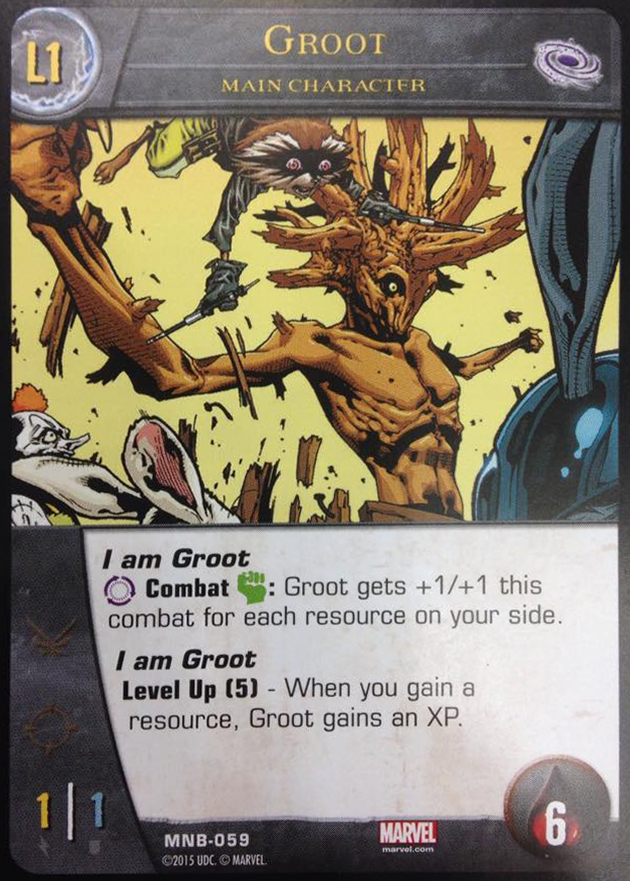 L1
GROOT
MAIN CHARACTER
I am Groot
Combat : Groot gets +1/+1 this
combat for each resource on your side.
I am Groot
Level Up (5) - When you gain a
resource, Groot gains an XP.
1 | 1
6
MNB-059
©2015 UDC. © MARVEL.
MARVEL
marvel.com